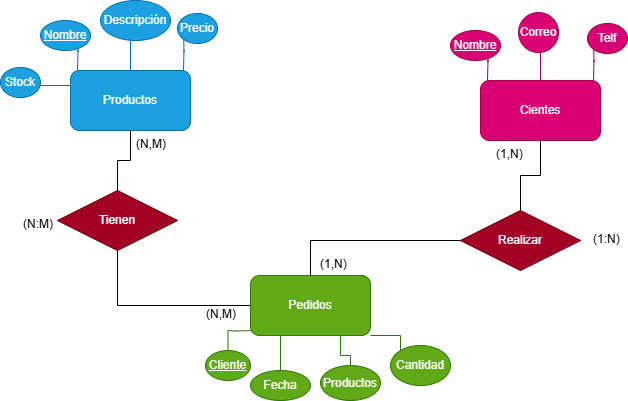 Descripción
Nombre
Precio
Stock
Productos
Correo
Nombre
Telf
Cientes
(N,M)
(1,N)
(N:M)
Tienen
Realizar
(1:N)
(1,N)
(N,M)
Pedidos
Cliente
Fecha
Productos
Cantidad